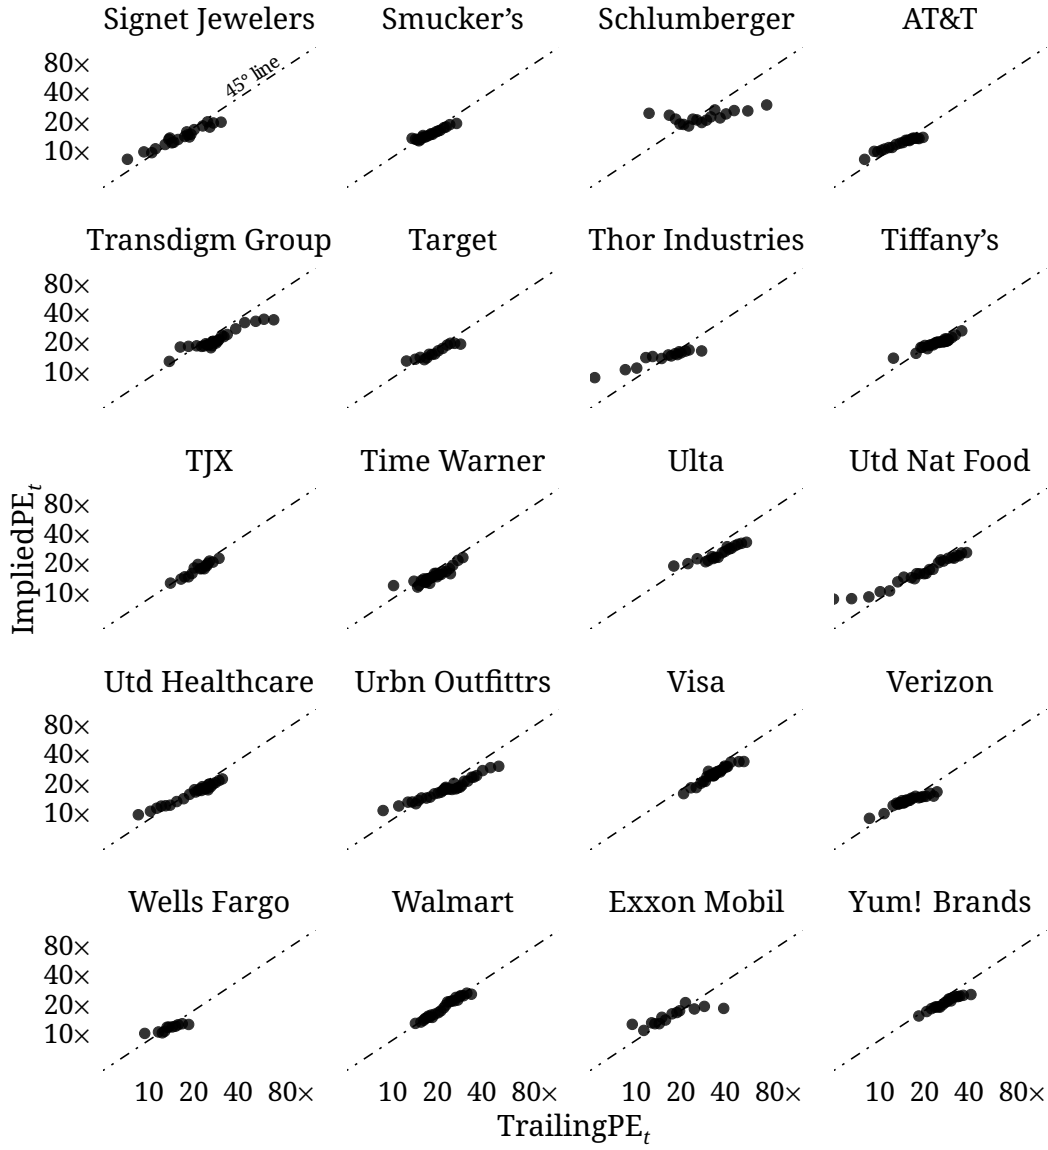 Signet Jewelers Smucker’s Schlumberger AT&T
45° line
80×
40×
20×
10×
Transdigm Group Target Thor Industries Tiffany’s
80×
40×
20×
10×
TJX Time Warner Ulta Utd Nat Food
80×
40×
20×
10×
ImpliedPEₜ
Utd Healthcare Urbn Outfittrs Visa Verizon
80×
40×
20×
10×
Wells Fargo Walmart Exxon Mobil Yum! Brands
80×
40×
20×
10×
10 20 40 80× 10 20 40 10 20 40 80× 10 20 40 80×
TrailingPEₜ